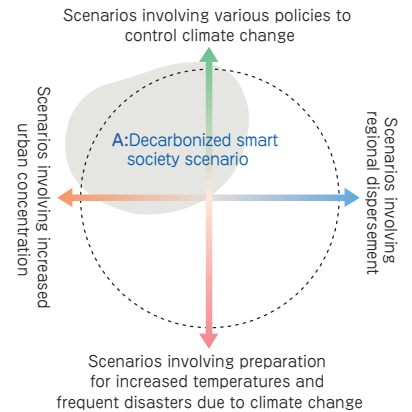 Scenarios involving various policies to
control climate change
Scenarios involving increased
urban concentration
A:Decarbonized smart
society scenario
Scenarios involving
regional dispersement
Scenarios involving preparation
for increased temperatures and
frequent disasters due to climate change